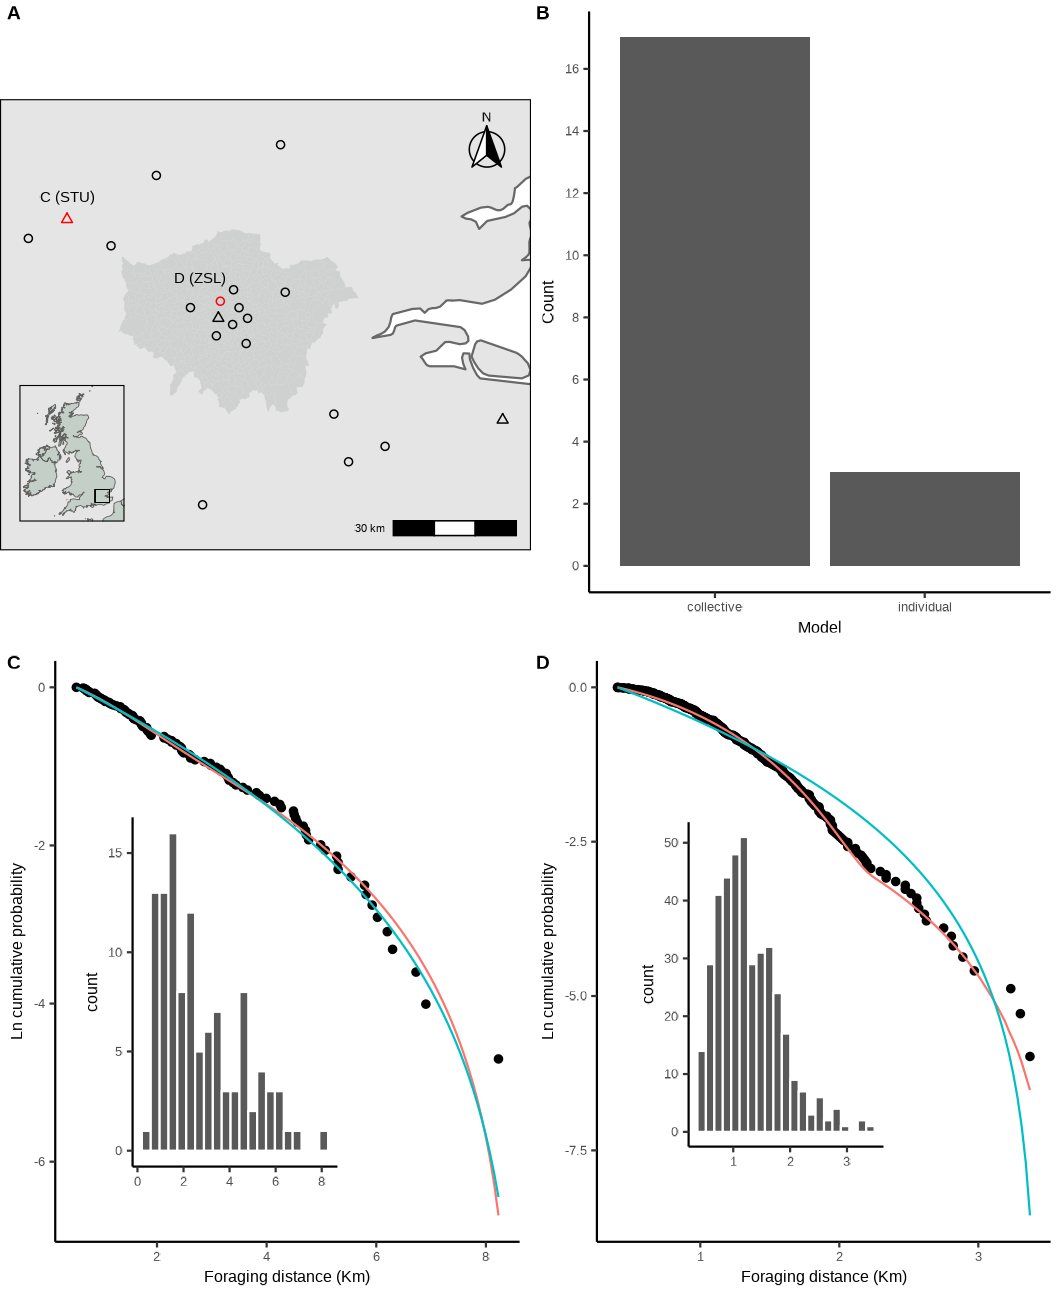 A
N
C (STU)
D (ZSL)
30 km
B
16
14
12
10
8
6
4
2
0
Count
collective
individual
Model
C
0
-2
-4
-6
Ln cumulative probability
2
4
6
8
Foraging distance (Km)
15
10
5
0
count
0
2
4
6
8
D
0.0
-2.5
-5.0
-7.5
Ln cumulative probability
1
2
3
Foraging distance (Km)
50
40
30
20
10
0
count
1
2
3